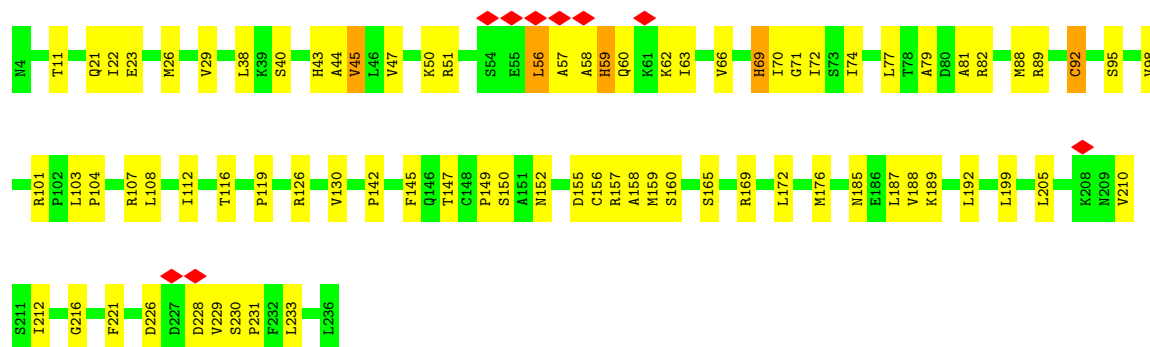 N4 T11 Q21 I22 E23 M26 V29 L38 K39 S40 H43 A44 V45 L46 V47 K50 R51 S54 E55 L56 A57 A58 H59 Q60 K61 K62 I63 V66 H69 I70 G71 I72 S73 I74 L77 T78 A79 D80 A81 R82 M88 R89 C92 S95 V98
R101 P102 L103 P104 R107 L108 I112 T116 P119 R126 V130 P142 F145 Q146 T147 C148 P149 S150 A151 N152 D155 C156 R157 A158 M159 S160 S165 R169 L172 M176 N185 E186 L187 V188 K189 L192 L199 L205 K208 N209 V210
S211 I212 G216 F221 D226 D227 D228 V229 S230 P231 F232 L233 L236